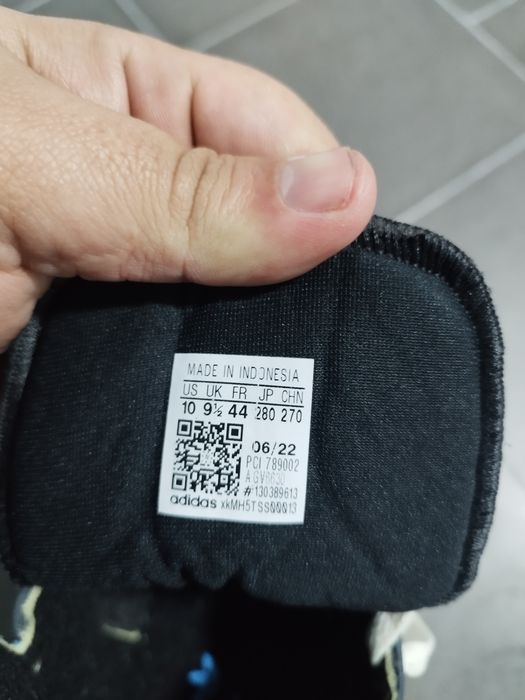 MADE IN INDONESIA
US UK FR JP CHN
10 9½ 44 280 270
06/22
PCI 789002
#130389613
adidas xkMH5TSS00013